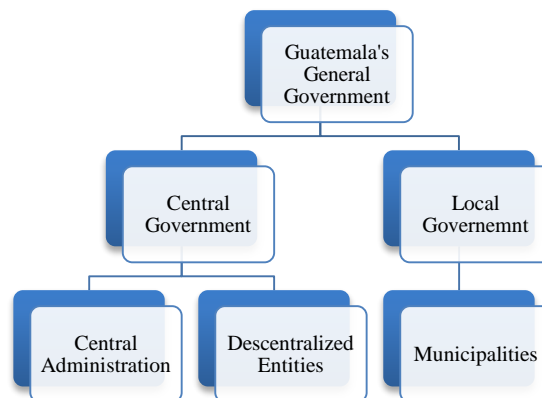 Guatemala's
General
Government
Central
Government
Local
Governemnt
Central
Administration
Descentralized
Entities
Municipalities